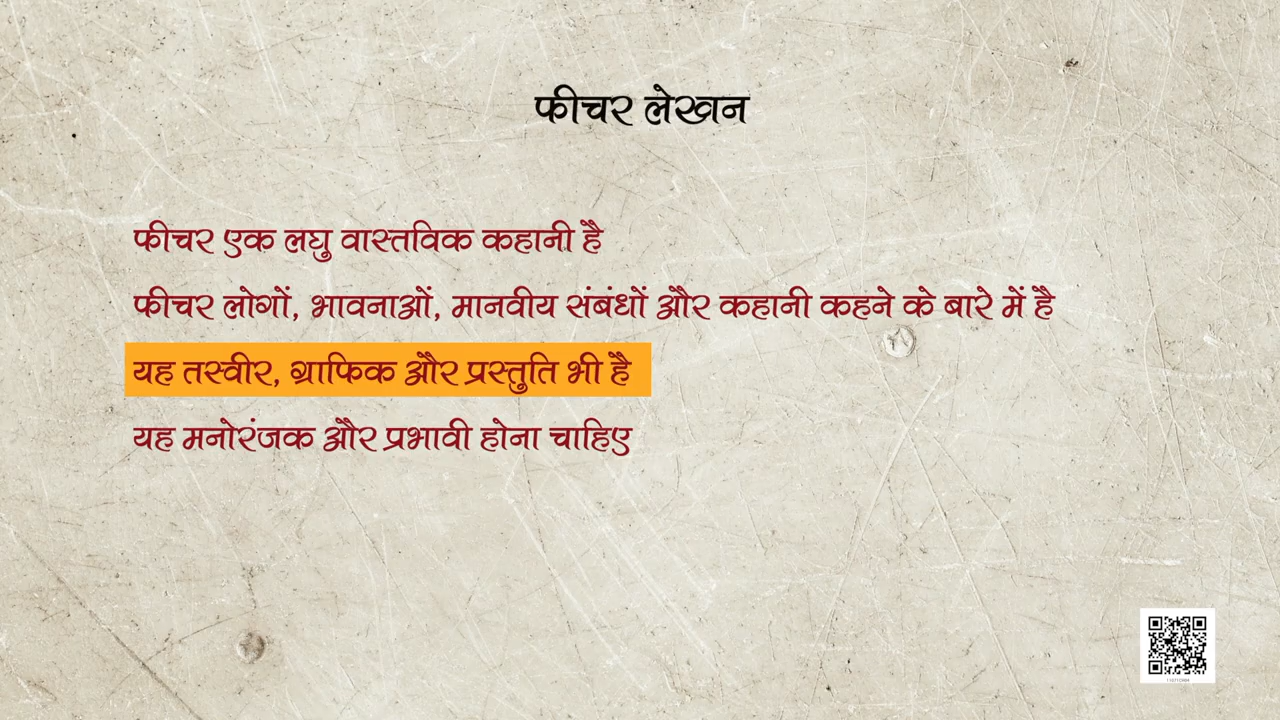 फीचर लेखन
फीचर एक लघु वास्तविक कहानी है
फीचर लोगों, भावनाओं, मानवीय संबंधों और कहानी कहने के बारे में है
यह तस्वीर, ग्राफिक और प्रस्तुति भी है
यह मनोरंजक और प्रभावी होना चाहिए